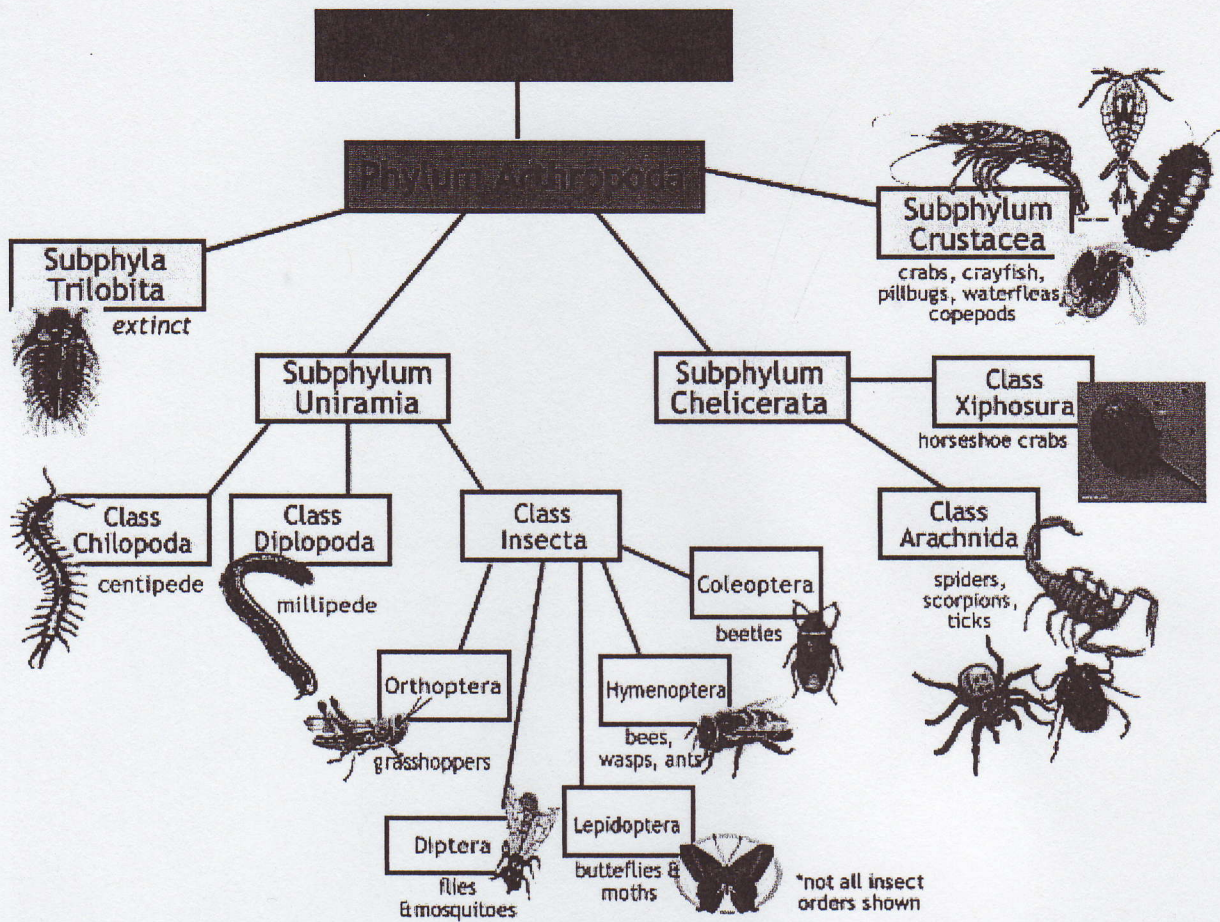 Phylum Arthropoda
Subphylum
Crustacea
crabs, crayfish,
pillbugs, waterfleas,
copepods
Subphyla
Trilobita
extinct
Subphylum
Uniramia
Subphylum
Chelicerata
Class
Xiphosura
horseshoe crabs
Class
Chilopoda
centipede
Class
Diplopoda
millipede
Class
Insecta
Class
Arachnida
spiders,
scorpions,
ticks
Coleoptera
beetles
Orthoptera
grasshoppers
Hymenoptera
bees,
wasps, ants
Diptera
flies
&mosquitoes
Lepidoptera
butteflies &
moths
*not all insect
orders shown